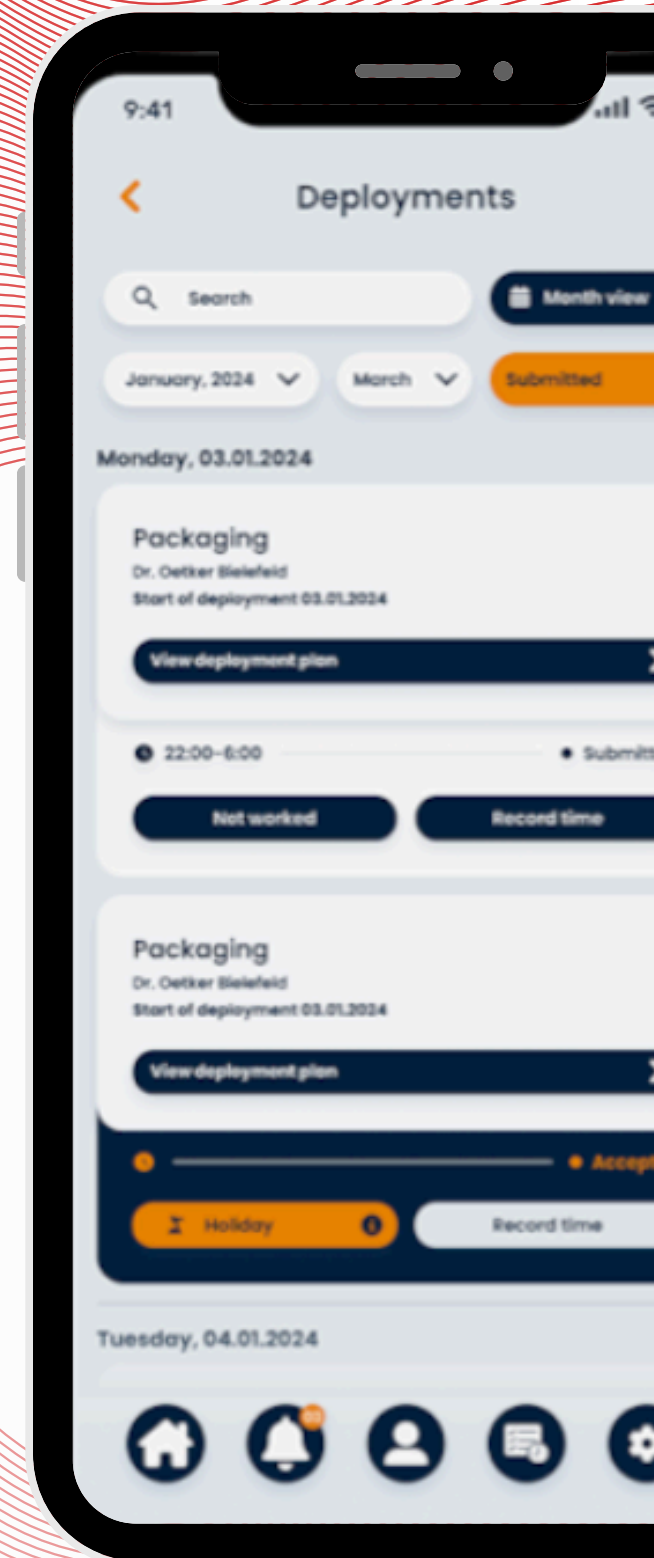 9:41
Deployments
Search
Month view
January, 2024
March
Submitted
Monday, 03.01.2024
Packaging
Dr. Oetker Bielefeld
Start of deployment 03.01.2024
View deployment plan
22:00-6:00
Submitt
Not worked
Record time
Packaging
Dr. Oetker Bielefeld
Start of deployment 03.01.2024
View deployment plan
Accept
Holiday
Record time
Tuesday, 04.01.2024